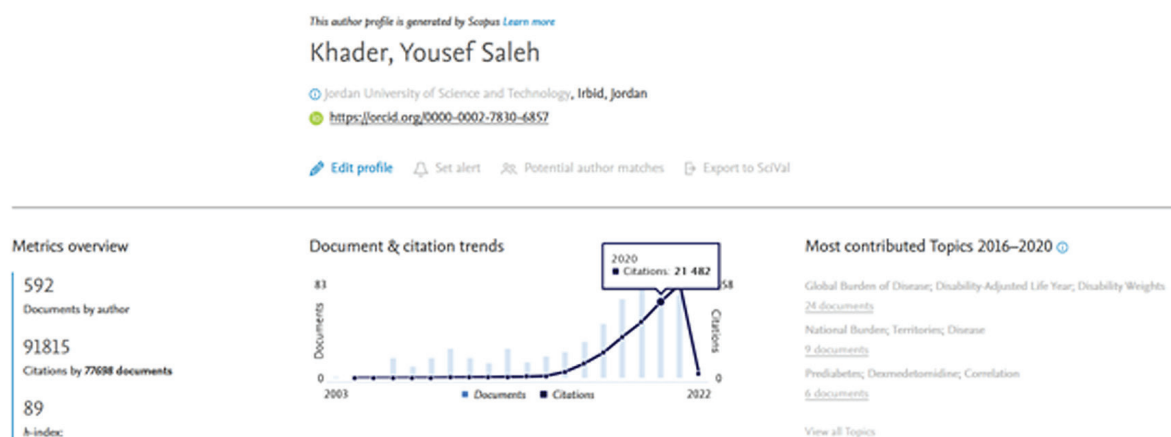 This author profile is generated by Scopus Learn more
Khader, Yousef Saleh
Jordan University of Science and Technology, Irbid, Jordan
https://orcid.org/0000-0002-7830-6857
Edit profile Set alert Potential author matches Export to SciVal
Metrics overview
592
Documents by author
91815
Citations by 77698 documents
89
h-index:
Document & citation trends
2020
Citations: 21 482
83
58
Documents
Citations
0
0
2003
2022
Documents Citations
Most contributed Topics 2016–2020
Global Burden of Disease; Disability-Adjusted Life Year; Disability Weights
24 documents
National Burden; Territories; Disease
9 documents
Prediabetes; Dexmedetomidine; Correlation
6 documents
View all Topics